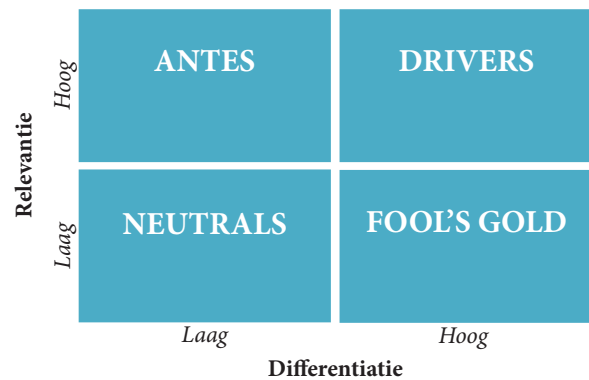 Relevantie
Hoog
ANTES
DRIVERS
Laag
NEUTRALS
FOOL'S GOLD
Laag
Hoog
Differentiatie